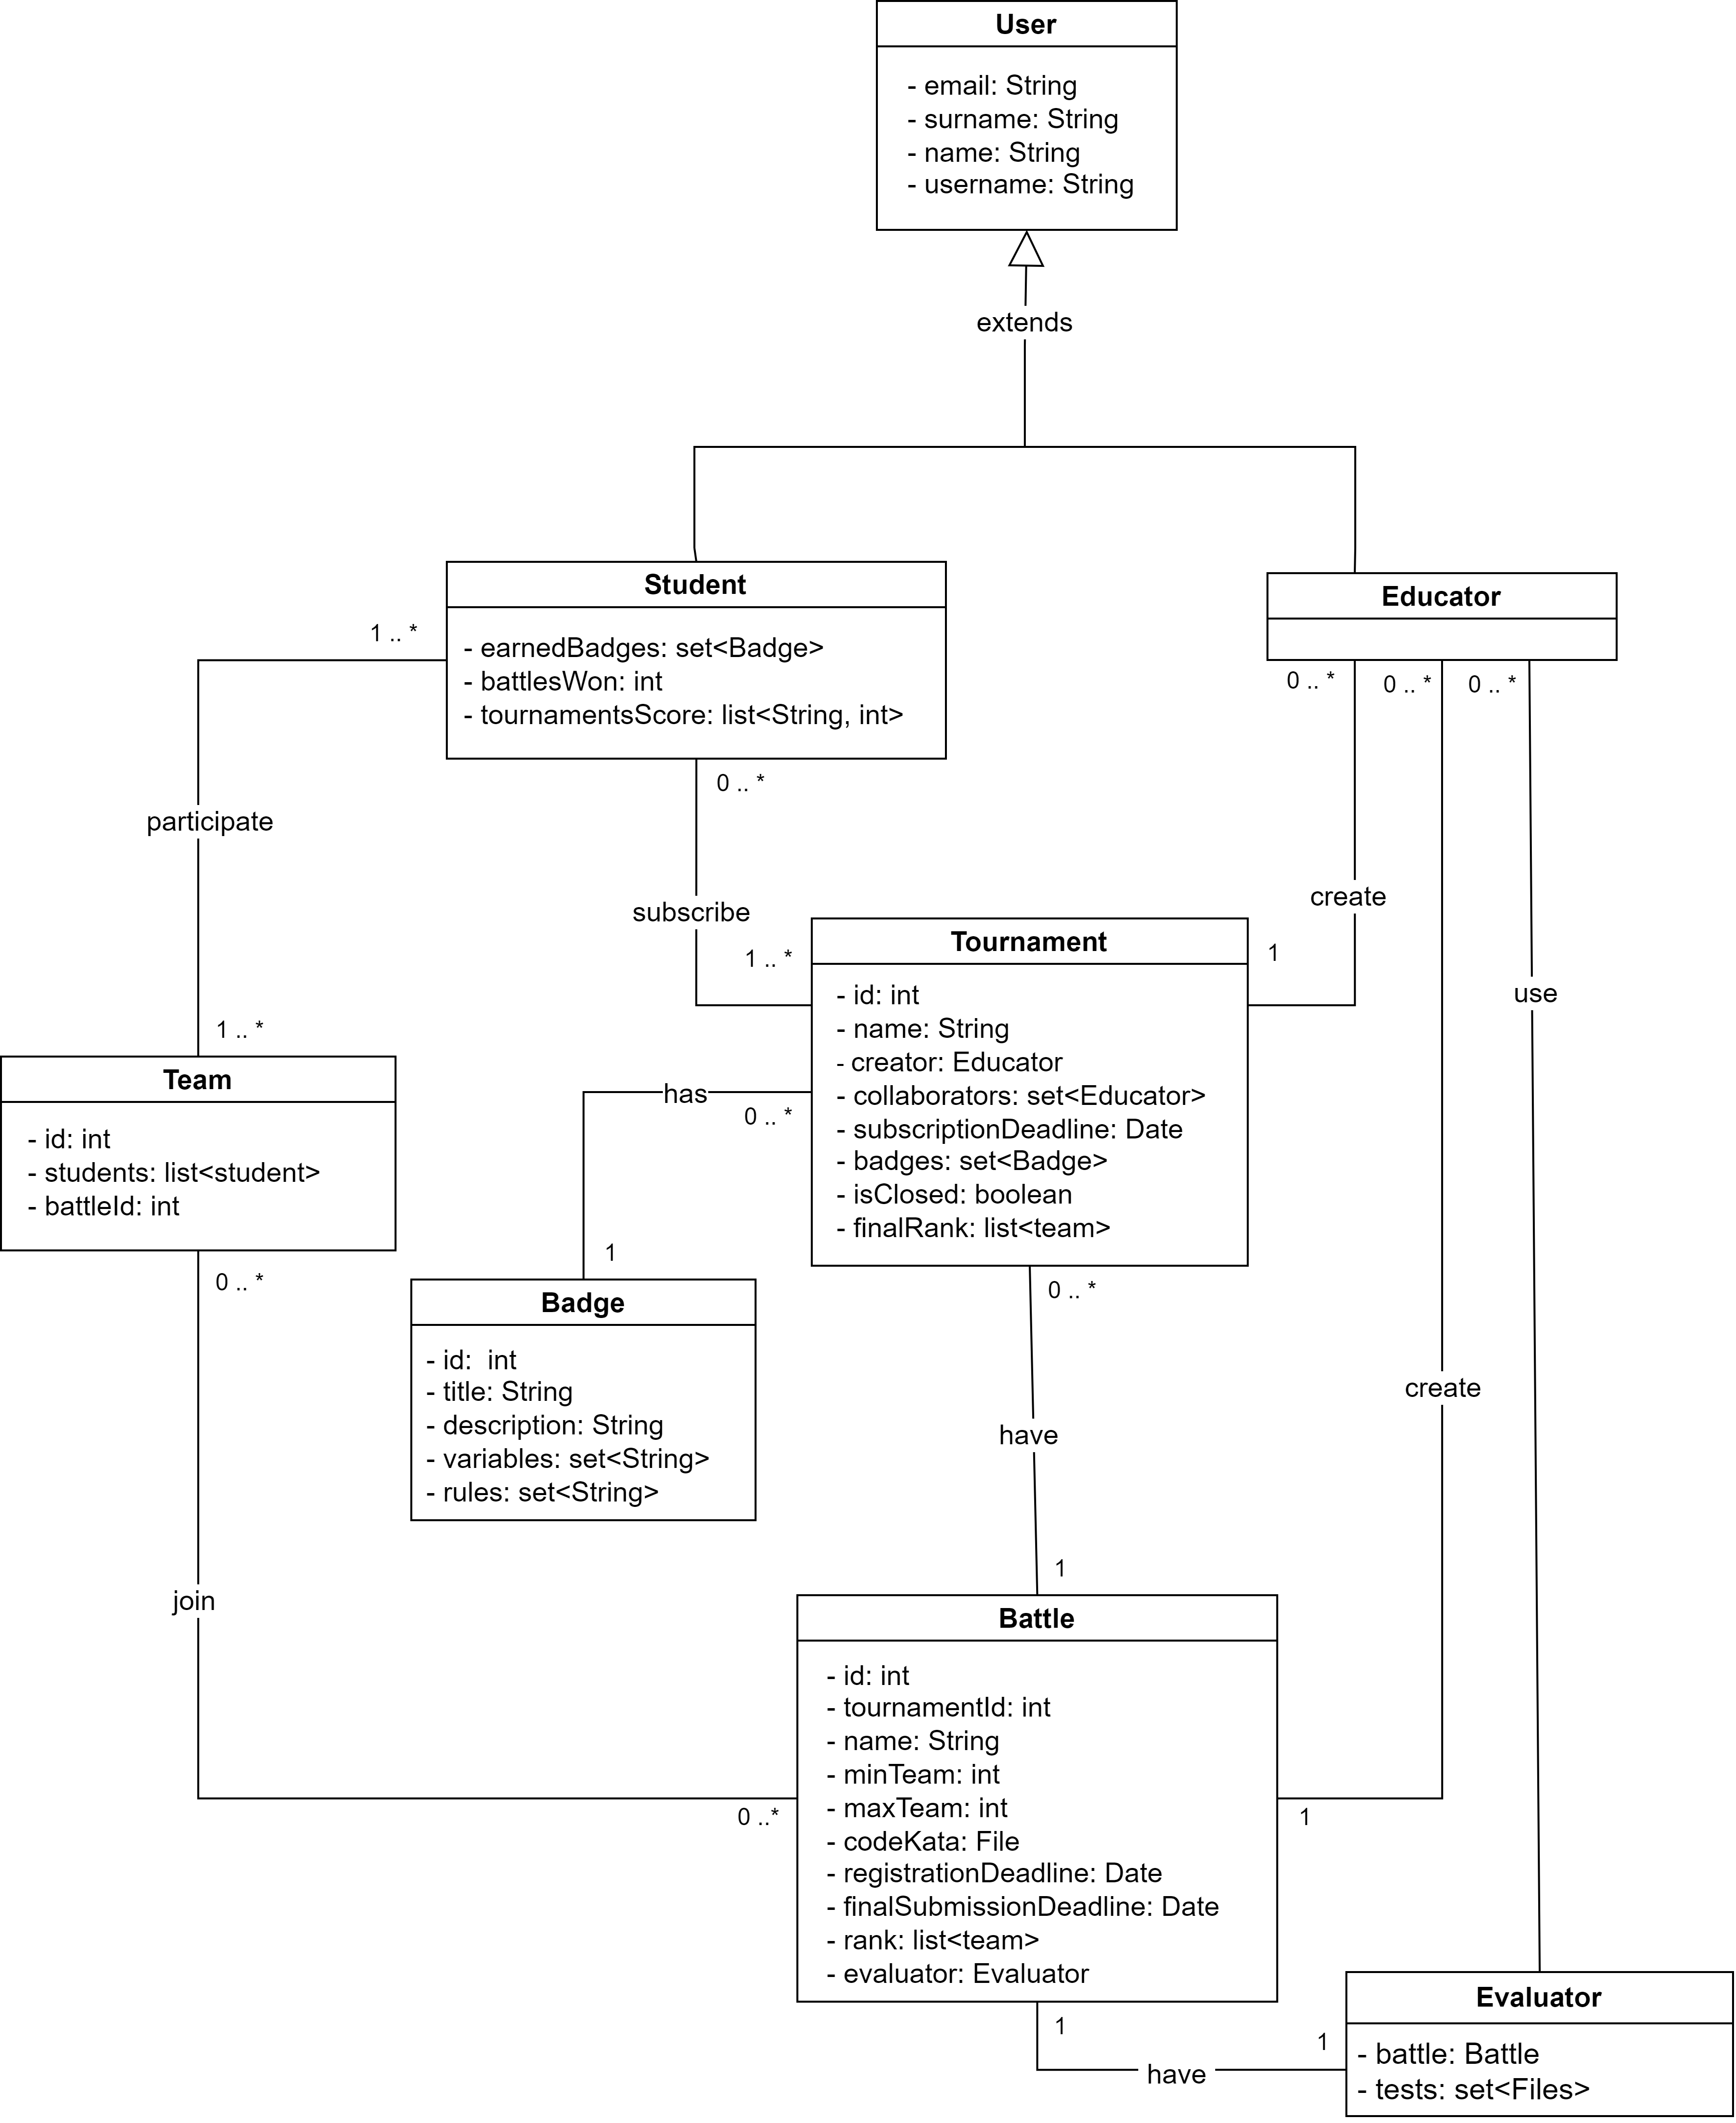 User
- email: String
- surname: String
- name: String
- username: String
extends
Student
- earnedBadges: set<Badge>
- battlesWon: int
- tournamentsScore: list<String, int>
Educator
1 .. *
0 .. *
0 .. *
0 .. *
0 .. *
participate
subscribe
create
1 .. *
1
use
1 .. *
Tournament
- id: int
- name: String
- creator: Educator
- collaborators: set<Educator>
- subscriptionDeadline: Date
- badges: set<Badge>
- isClosed: boolean
- finalRank: list<team>
Team
- id: int
- students: list<student>
- battleId: int
has
0 .. *
1
0 .. *
0 .. *
Badge
- id:  int
- title: String
- description: String
- variables: set<String>
- rules: set<String>
create
have
1
join
Battle
- id: int
- tournamentId: int
- name: String
- minTeam: int
- maxTeam: int
- codeKata: File
- registrationDeadline: Date
- finalSubmissionDeadline: Date
- rank: list<team>
- evaluator: Evaluator
0 ..*
1
1
1
have
Evaluator
- battle: Battle
- tests: set<Files>